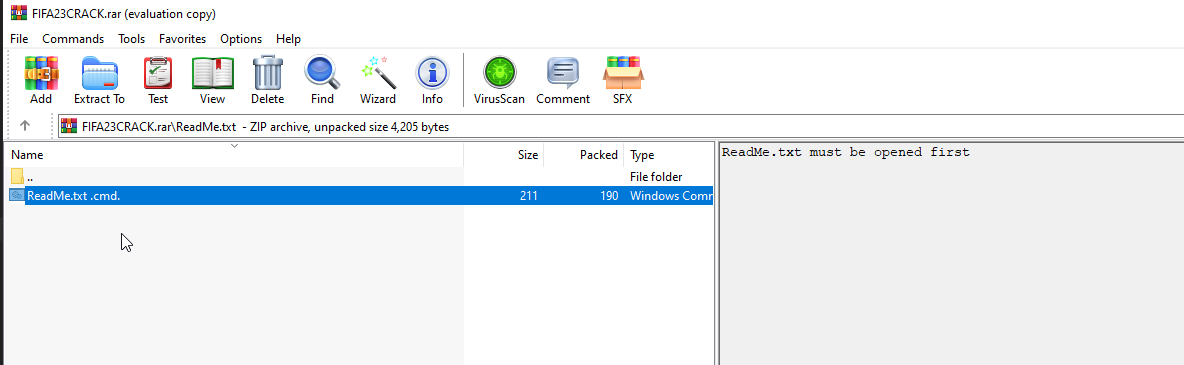 FIFA23CRACK.rar (evaluation copy)
File Commands Tools Favorites Options Help
Add Extract To Test View Delete Find Wizard Info VirusScan Comment SFX
FIFA23CRACK.rar\ReadMe.txt - ZIP archive, unpacked size 4,205 bytes
Name Size Packed Type
.. File folder
ReadMe.txt .cmd. 211 190 Windows Comr
ReadMe.txt must be opened first